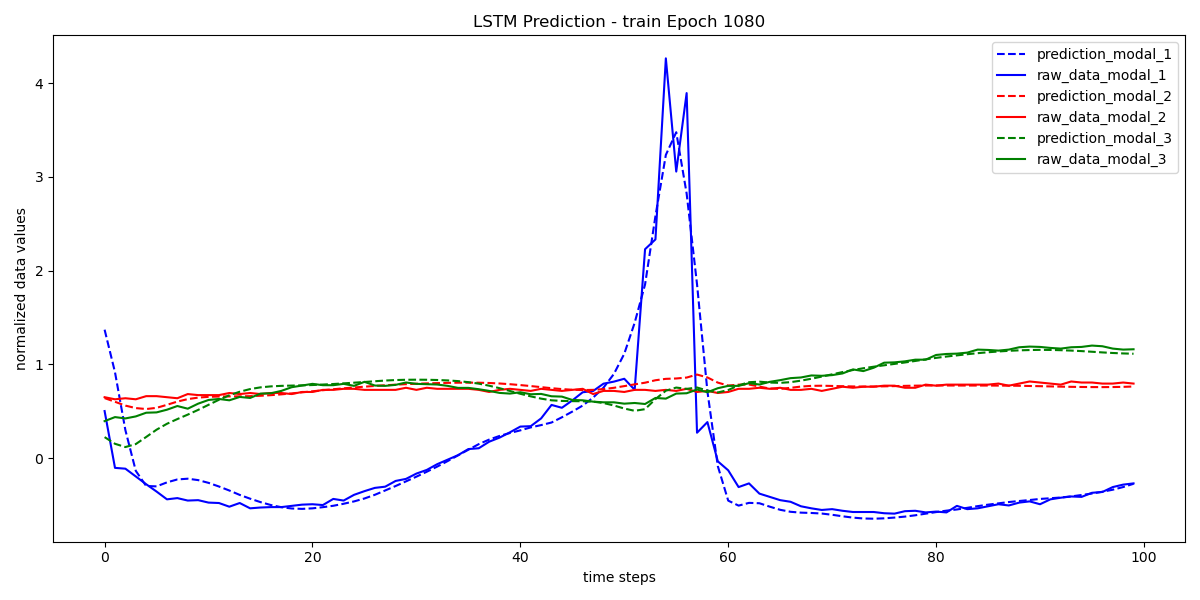 LSTM Prediction - train Epoch 1080
normalized data values
4
3
2
1
0
prediction_modal_1
raw_data_modal_1
prediction_modal_2
raw_data_modal_2
prediction_modal_3
raw_data_modal_3
0 20 40 60 80 100
time steps